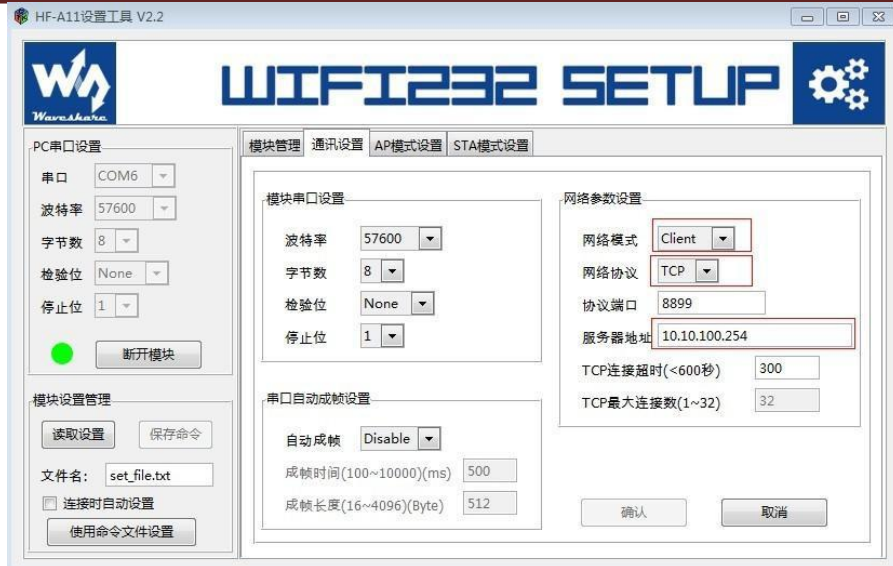 HF-A11设置工具 V2.2
Waveshare
WIFI232 SETUP
PC串口设置
串口 COM6
波特率 57600
字节数 8
检验位 None
停止位 1
断开模块
模块设置管理
读取设置 保存命令
文件名: set_file.txt
连接时自动设置
使用命令文件设置
模块管理 通讯设置 AP模式设置 STA模式设置
模块串口设置
波特率 57600
字节数 8
检验位 None
停止位 1
串口自动成帧设置
自动成帧 Disable
成帧时间(100~10000)(ms) 500
成帧长度(16~4096)(Byte) 512
网络参数设置
网络模式 Client
网络协议 TCP
协议端口 8899
服务器地址 10.10.100.254
TCP连接超时(<600秒) 300
TCP最大连接数(1~32) 32
确认 取消